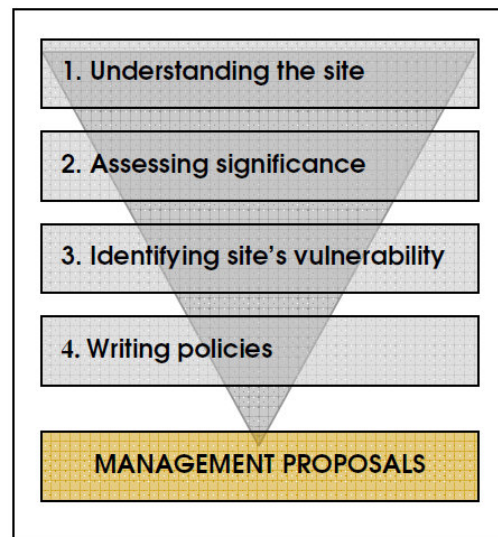 1. Understanding the site
2. Assessing significance
3. Identifying site's vulnerability
4. Writing policies
MANAGEMENT PROPOSALS